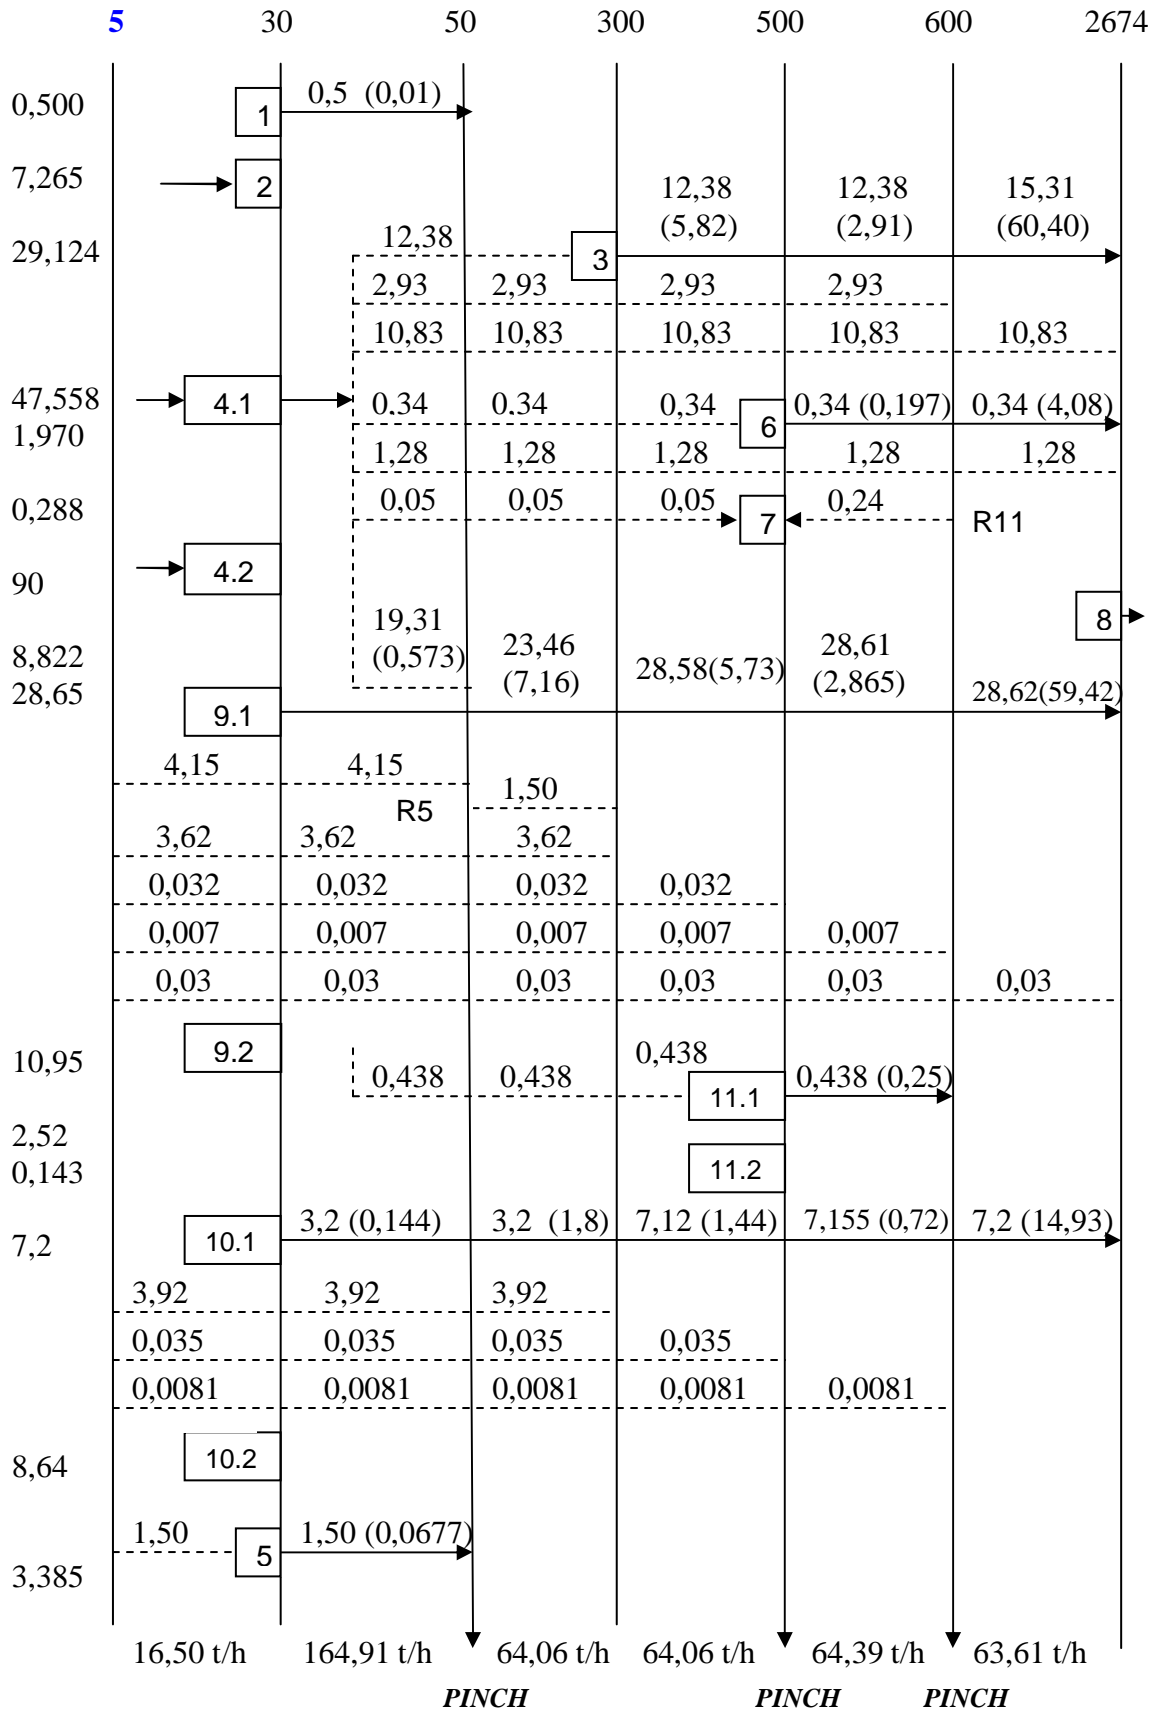 5 30 50 300 500 600 2674
0,500 1 0,5 (0,01)
7,265 2 12,38 12,38 15,31
(5,82) (2,91) (60,40)
29,124 12,38 3
2,93 2,93 2,93 2,93
10,83 10,83 10,83 10,83 10,83
47,558 4.1 0,34 0,34 0,34 6 0,34 (0,197) 0,34 (4,08)
1,970
1,28 1,28 1,28 1,28 1,28
0,288 0,05 0,05 0,05 7 0,24 R11
90 4.2
8
19,31 23,46 28,58(5,73) 28,61
(0,573) (7,16) (2,865)
8,822
28,65 9.1 28,62(59,42)
4,15 4,15
R5 1,50
3,62 3,62 3,62
0,032 0,032 0,032 0,032
0,007 0,007 0,007 0,007 0,007
0,03 0,03 0,03 0,03 0,03 0,03
10,95 9.2 0,438
0,438 0,438 11.1 0,438 (0,25)
2,52
0,143 11.2
7,2 10.1 3,2 (0,144) 3,2 (1,8) 7,12 (1,44) 7,155 (0,72) 7,2 (14,93)
3,92 3,92 3,92
0,035 0,035 0,035 0,035
0,0081 0,0081 0,0081 0,0081 0,0081
8,64 10.2
1,50 5 1,50 (0,0677)
3,385
16,50 t/h 164,91 t/h 64,06 t/h 64,06 t/h 64,39 t/h 63,61 t/h
PINCH PINCH PINCH